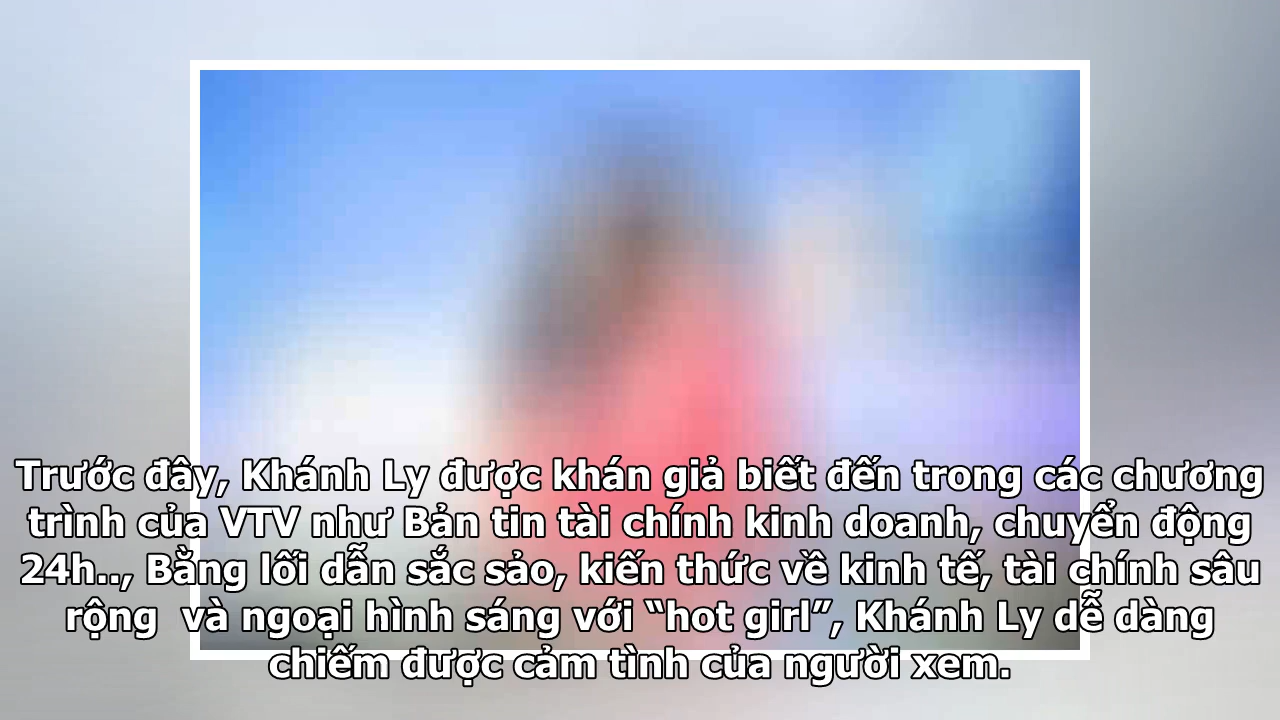 Trước đây, Khánh Ly được khán giả biết đến trong các chương
trình của VTV như Bản tin tài chính kinh doanh, chuyển động
24h.., Bằng lối dẫn sắc sảo, kiến thức về kinh tế, tài chính sâu
rộng  và ngoại hình sáng với “hot girl”, Khánh Ly dễ dàng
chiếm được cảm tình của người xem.